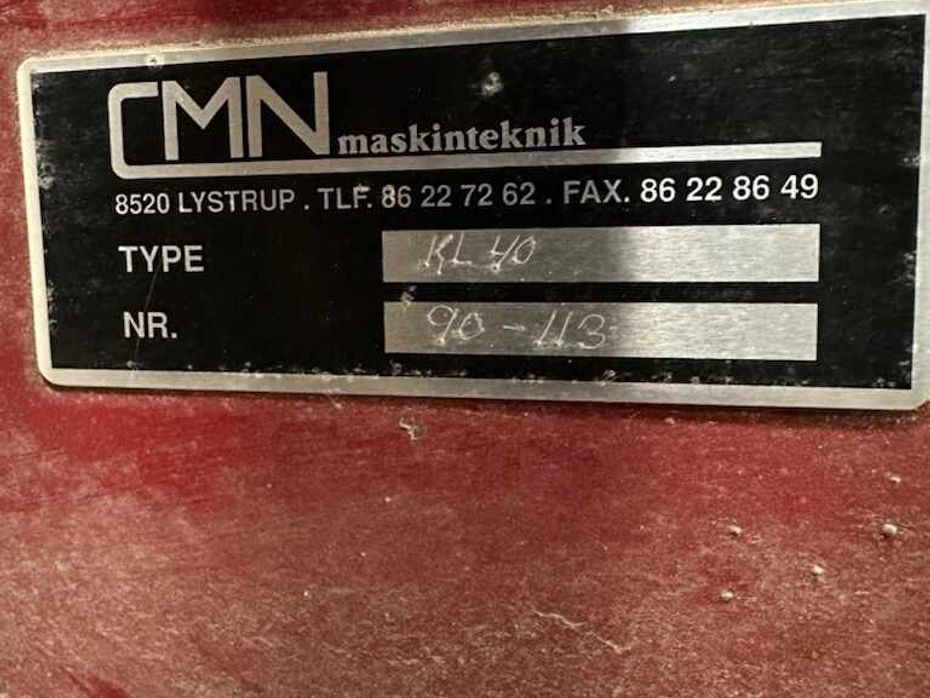 CMN maskinteknik
8520 LYSTRUP . TLF. 86 22 72 62 . FAX. 86 22 86 49
TYPE KL 40
NR. 90-113